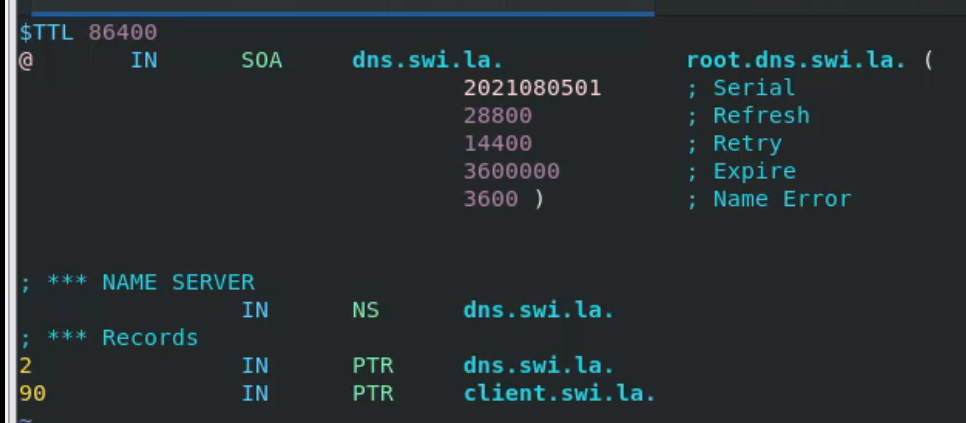 $TTL 86400
@ IN SOA dns.swi.la. root.dns.swi.la. (
2021080501 ; Serial
28800 ; Refresh
14400 ; Retry
3600000 ; Expire
3600 ) ; Name Error
; *** NAME SERVER
IN NS dns.swi.la.
; *** Records
2 IN PTR dns.swi.la.
90 IN PTR client.swi.la.
~